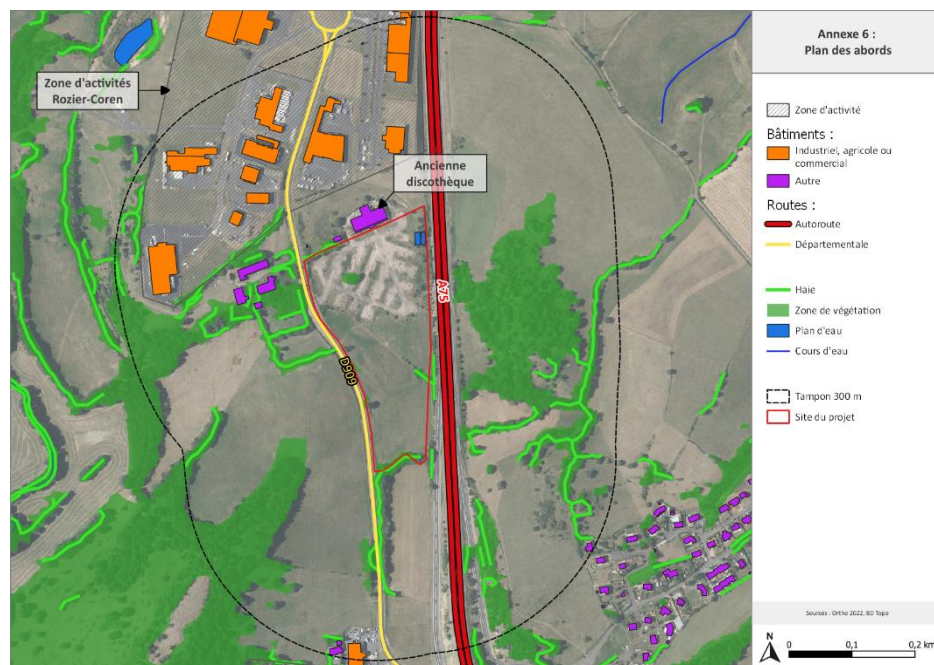 Annexe 6 :
Plan des abords
Zone d'activités
Rozier-Coren
Ancienne
discothèque
A75
D909
Zone d'activité
Bâtiments :
Industriel, agricole ou
commercial
Autre
Routes :
Autoroute
Départementale
Haie
Zone de végétation
Plan d'eau
Cours d'eau
Tampon 300 m
Site du projet
Sources : Ortho 2022, BD Topo
N
0 0,1 0,2 km